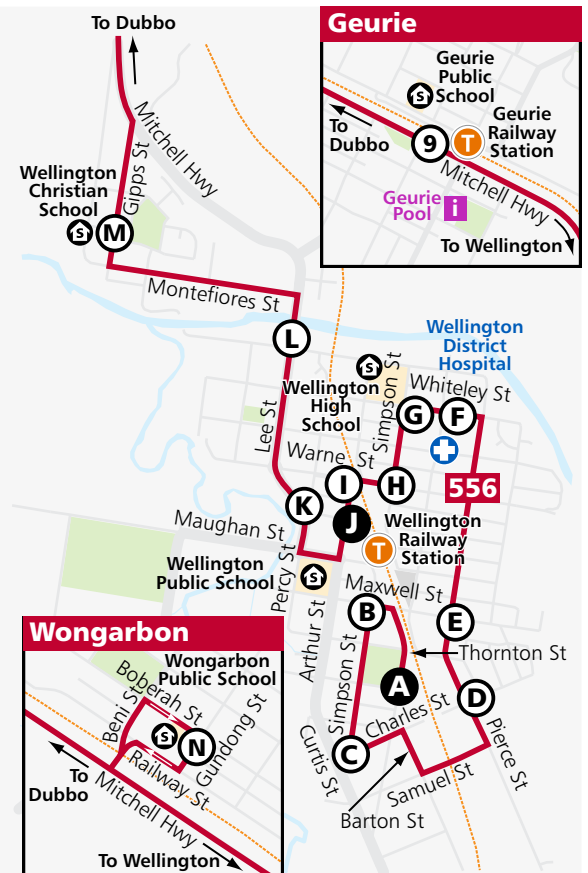 To Dubbo
Mitchell Hwy
Gipps St
Wellington
Christian
School
S
M
Montefiores St
L
Geurie
Geurie
Public
School
S
Geurie
Railway
Station
To
Dubbo
9
T
Mitchell Hwy
Geurie
Pool
i
To Wellington
Wellington
District
Hospital
S
Simpson St
Whiteley St
Wellington
High
School
G
F
Lee St
Warne St
I
H
556
K
J
Maughan St
Wellington
Railway
Station
T
Percy St
Wellington
Public School
S
Maxwell St
B
E
Arthur St
Simpson St
Thornton St
A
D
Charles St
C
Curtis St
Pierce St
Samuel St
Barton St
Wongarbon
Wongarbon
Public School
Boberah St
Beni St
S
N
Gundong St
Railway St
To
Dubbo
Mitchell Hwy
To Wellington